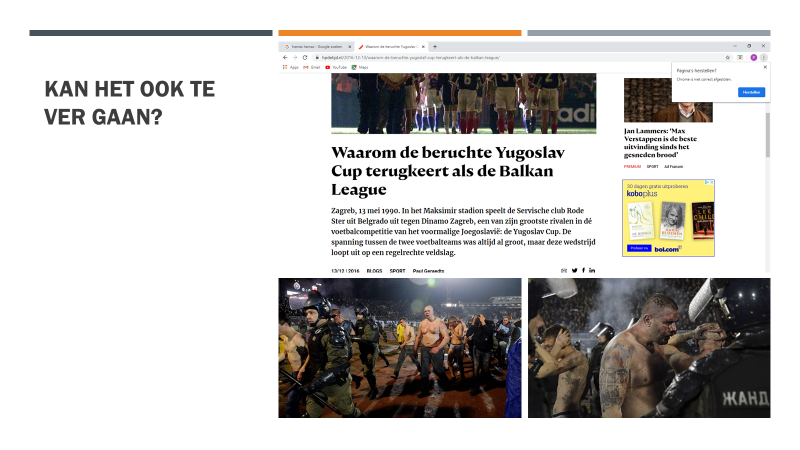 KAN HET OOK TE
VER GAAN?
kamas hamas - Google zoeken
Waarom de beruchte Yugoslav C
hpdetijd.nl/2016-12-13/waarom-de-beruchte-yugoslaf-cup-terugkeert-als-de-balkan-league/
Apps
Gmail
YouTube
Maps
Pagina's herstellen?
Chrome is niet correct afgesloten.
Herstellen
adi
Waarom de beruchte Yugoslav
Cup terugkeert als de Balkan
League
Zagreb, 13 mei 1990. In het Maksimir stadion speelt de Servische club Rode
Ster uit Belgrado uit tegen Dinamo Zagreb, een van zijn grootste rivalen in dé
voetbalcompetitie van het voormalige Joegoslavië: de Yugoslav Cup. De
spanning tussen de twee voetbalteams was altijd al groot, maar deze wedstrijd
loopt uit op een regelrechte veldslag.
13/12 | 2016 BLOGS SPORT Paul Geraedts
Jan Lammers: 'Max
Verstappen is de beste
uitvinding sinds het
gesneden brood'
PREMIUM SPORT Ad Fransen
30 dagen gratis uitproberen
koboplus
LEE
CHILD
Probeer nu
bol.com
ЖАНД